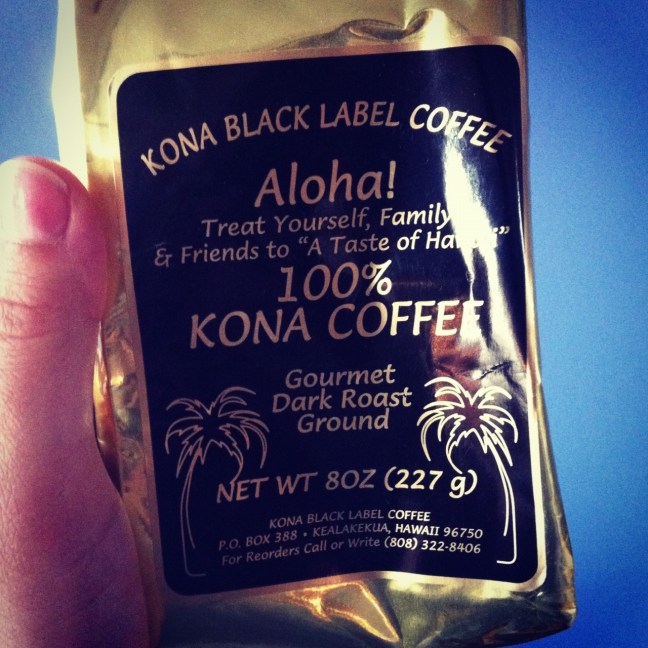 KONA BLACK LABEL COFFEE
Aloha!
Treat Yourself, Family
& Friends to "A Taste of Hawaii"
100%
KONA COFFEE
Gourmet
Dark Roast
Ground
NET WT 8OZ (227 g)
KONA BLACK LABEL COFFEE
P.O. BOX 388 • KEALAKEKUA, HAWAII 96750
For Reorders Call or Write (808) 322-8406